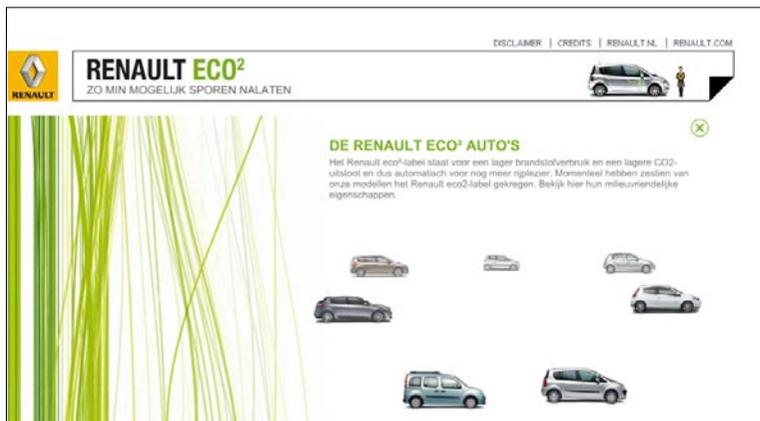 DISCLAIMER | CREDITS | RENAULT.NL | RENAULT.COM
RENAULT
RENAULT ECO²
ZO MIN MOGELIJK SPOREN NALATEN
DE RENAULT ECO² AUTO'S
Het Renault eco²-label staat voor een lager brandstofverbruik en een lagere CO2-
uitstoot en dus automatisch voor nog meer rijplezier. Momenteel hebben zestien van
onze modellen het Renault eco2-label gekregen. Bekijk hier hun milieuvriendelijke
eigenschappen.